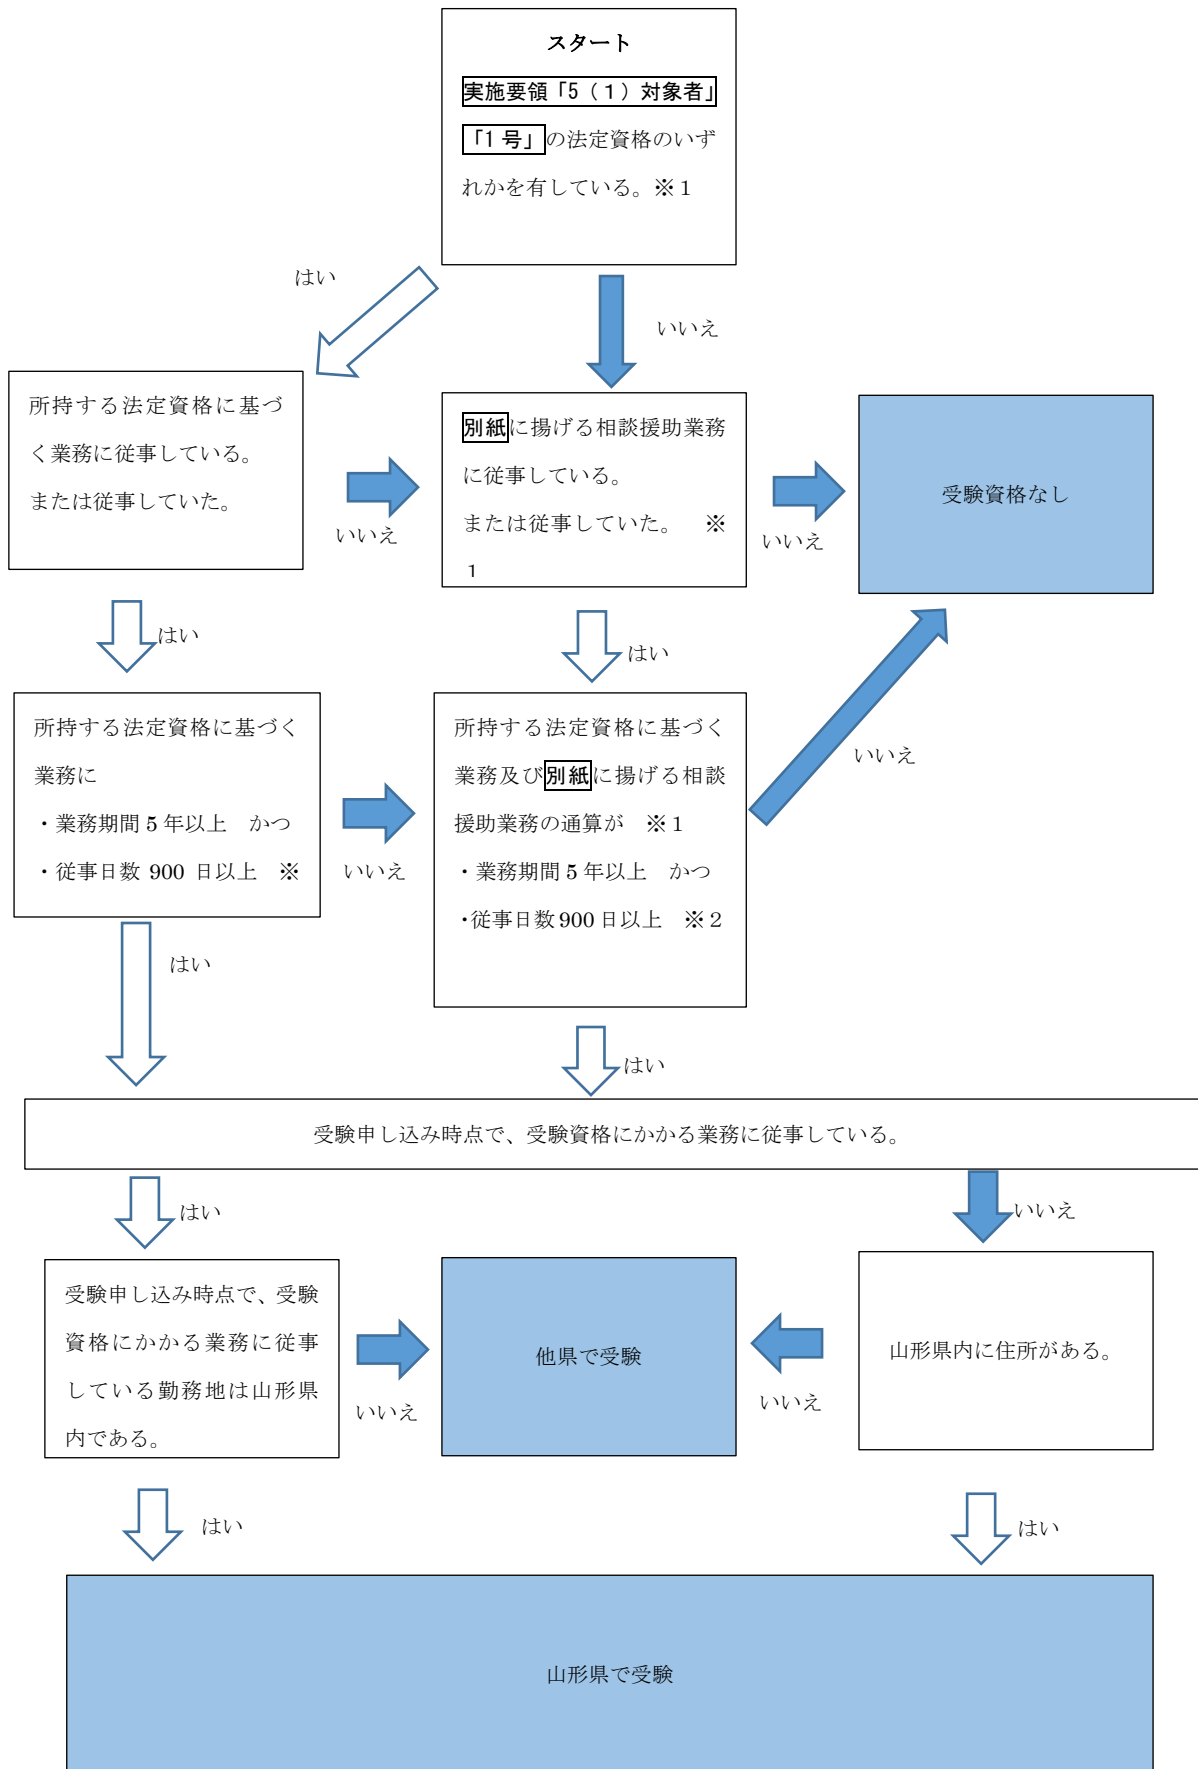 スタート
実施要領「5（１）対象者」
「1 号」の法定資格のいず
れかを有している。※１
はい
いいえ
所持する法定資格に基づ
く業務に従事している。
または従事していた。
いいえ
別紙に揚げる相談援助業務
に従事している。
または従事していた。　※
１
いいえ
受験資格なし
はい
はい
所持する法定資格に基づく
業務に
・業務期間 5 年以上　かつ
・従事日数 900 日以上　※
いいえ
所持する法定資格に基づく
業務及び別紙に揚げる相談
援助業務の通算が　※１
・業務期間 5 年以上　かつ
・従事日数 900 日以上　※２
いいえ
はい
はい
受験申し込み時点で、受験資格にかかる業務に従事している。
はい
いいえ
受験申し込み時点で、受験
資格にかかる業務に従事
している勤務地は山形県
内である。
いいえ
他県で受験
いいえ
山形県内に住所がある。
はい
はい
山形県で受験